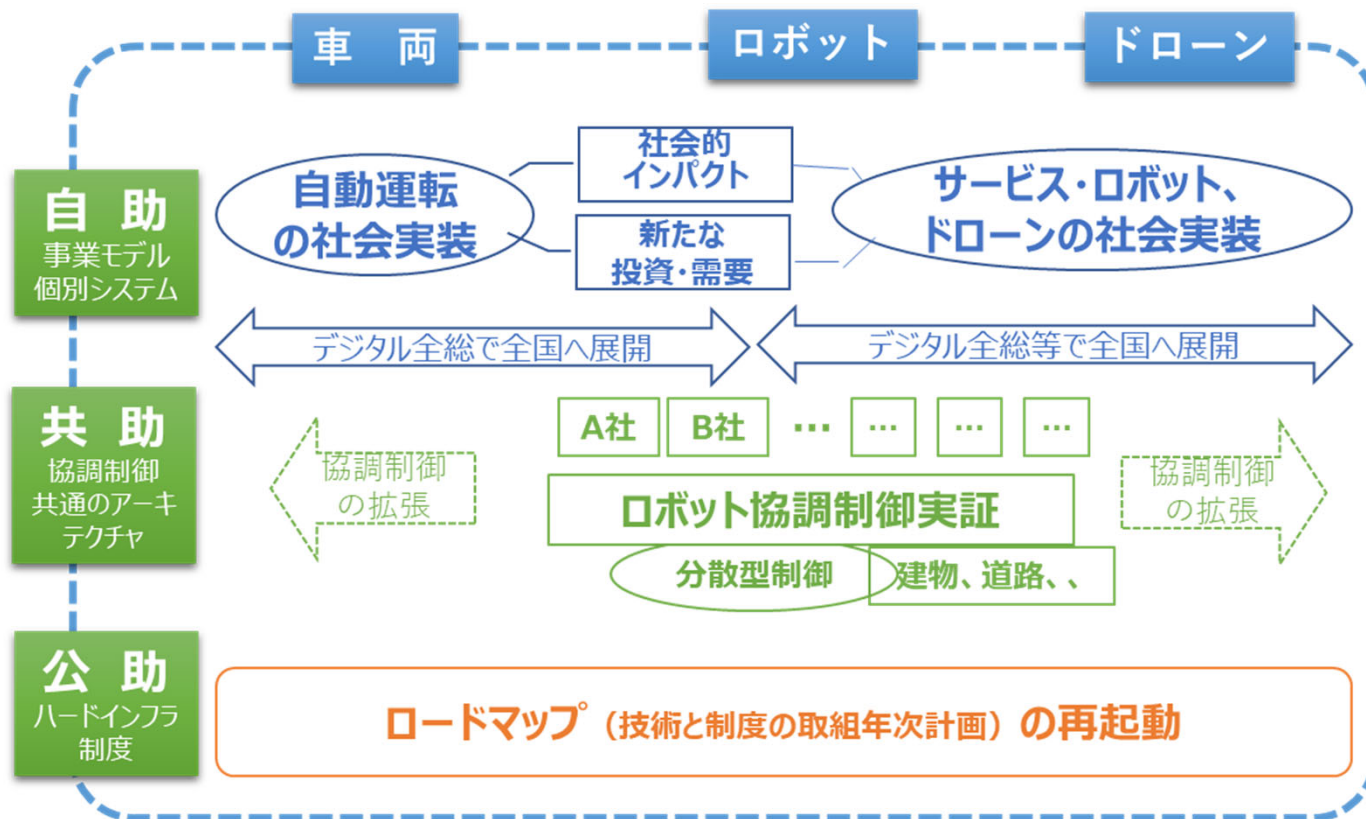 車 両
ロボット
ドローン
自 助
事業モデル
個別システム
自動運転
の社会実装
社会的
インパクト
新たな
投資・需要
サービス・ロボット、
ドローンの社会実装
デジタル全総で全国へ展開
デジタル全総等で全国へ展開
共 助
協調制御
共通のアーキ
テクチャ
協調制御
の拡張
A社
B社
…
…
…
…
ロボット協調制御実証
分散型制御
建物、道路、、
協調制御
の拡張
公 助
ハードインフラ
制度
ロードマップ（技術と制度の取組年次計画）の再起動